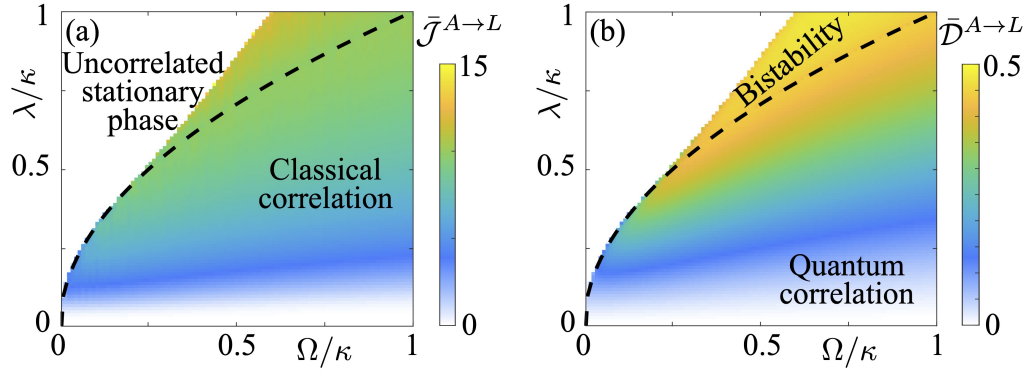 (a)
1
0.5
0
λ/κ
Uncorrelated
stationary
phase
Classical
correlation
0
0.5
1
Ω/κ
𝒥̄^{A→L}
15
0
(b)
1
0.5
0
λ/κ
Bistability
Quantum
correlation
0
0.5
1
Ω/κ
𝒟̄^{A→L}
0.5
0